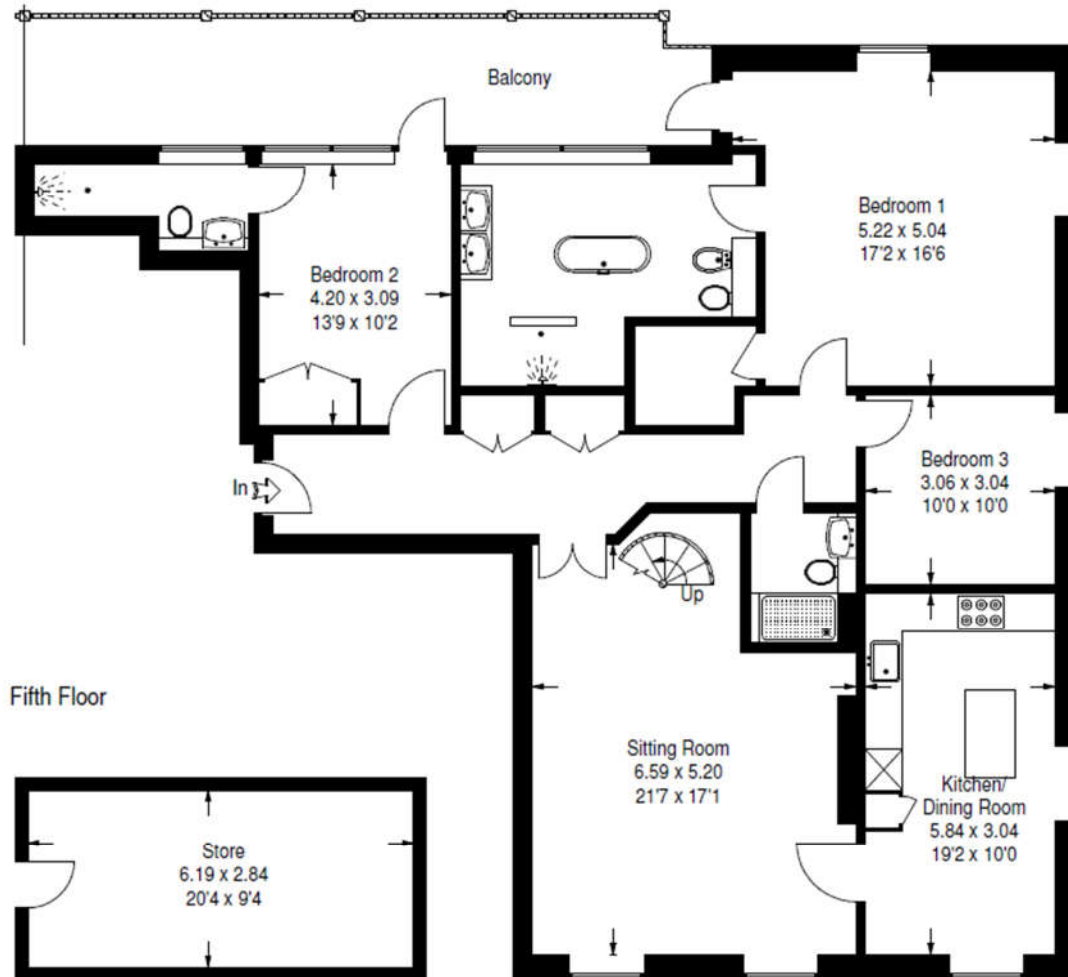 Balcony
Bedroom 1
5.22 x 5.04
17'2 x 16'6
Bedroom 2
4.20 x 3.09
13'9 x 10'2
Bedroom 3
3.06 x 3.04
10'0 x 10'0
In
Up
Fifth Floor
Sitting Room
6.59 x 5.20
21'7 x 17'1
Kitchen/
Dining Room
5.84 x 3.04
19'2 x 10'0
Store
6.19 x 2.84
20'4 x 9'4